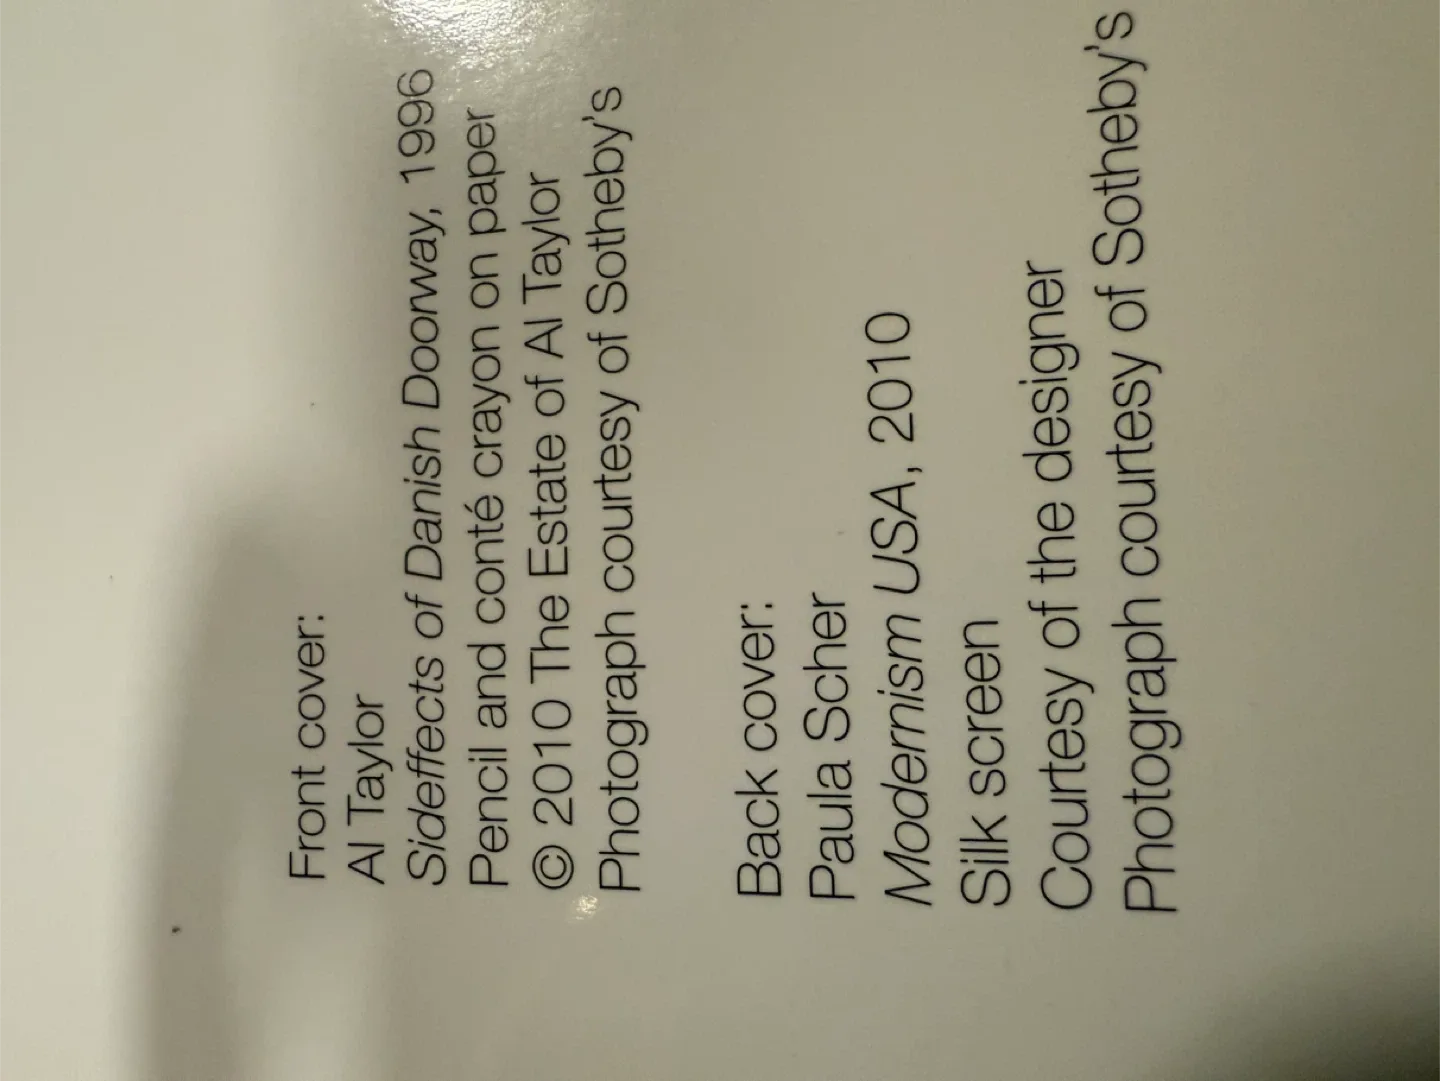 Front cover:
Al Taylor
Sideffects of Danish Doorway, 1996
Pencil and conté crayon on paper
© 2010 The Estate of Al Taylor
Photograph courtesy of Sotheby's
Back cover:
Paula Scher
Modernism USA, 2010
Silk screen
Courtesy of the designer
Photograph courtesy of Sotheby's